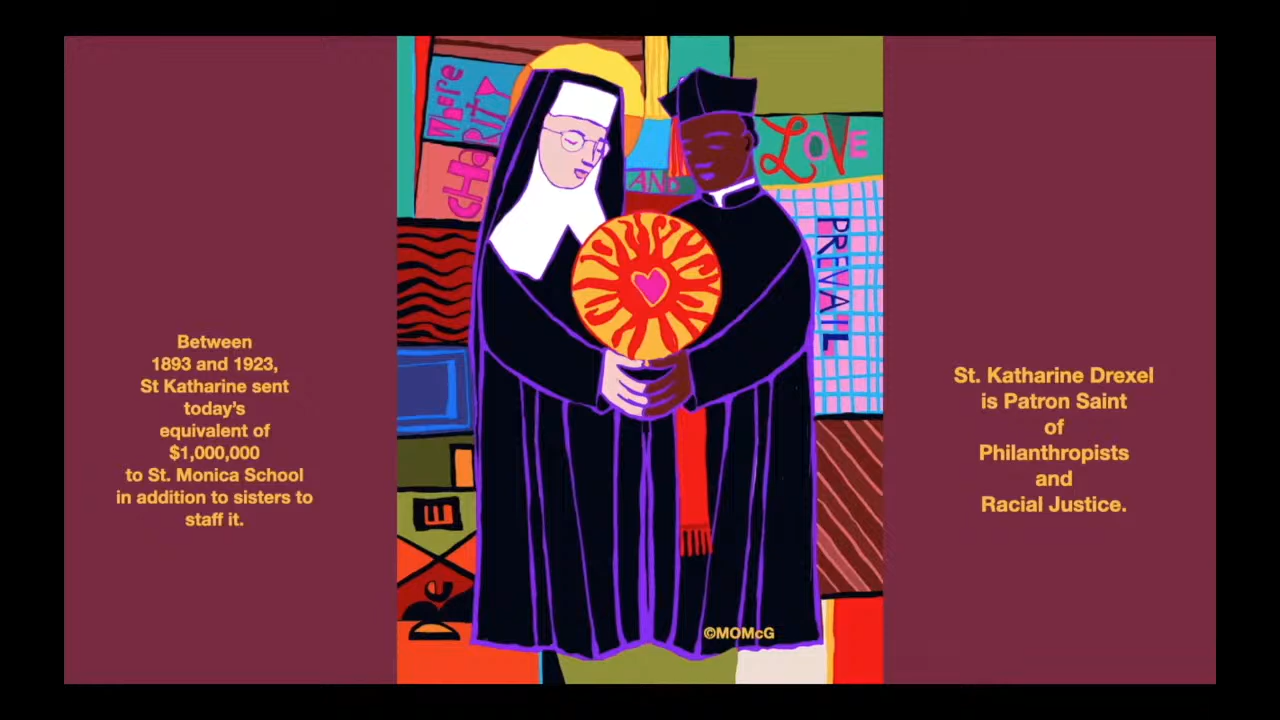 Between
1893 and 1923,
St Katharine sent
today's
equivalent of
$1,000,000
to St. Monica School
in addition to sisters to
staff it.
Where
CHaRITY
AND
LOVE
PREVAIL
DReXE
©MOMcG
St. Katharine Drexel
is Patron Saint
of
Philanthropists
and
Racial Justice.